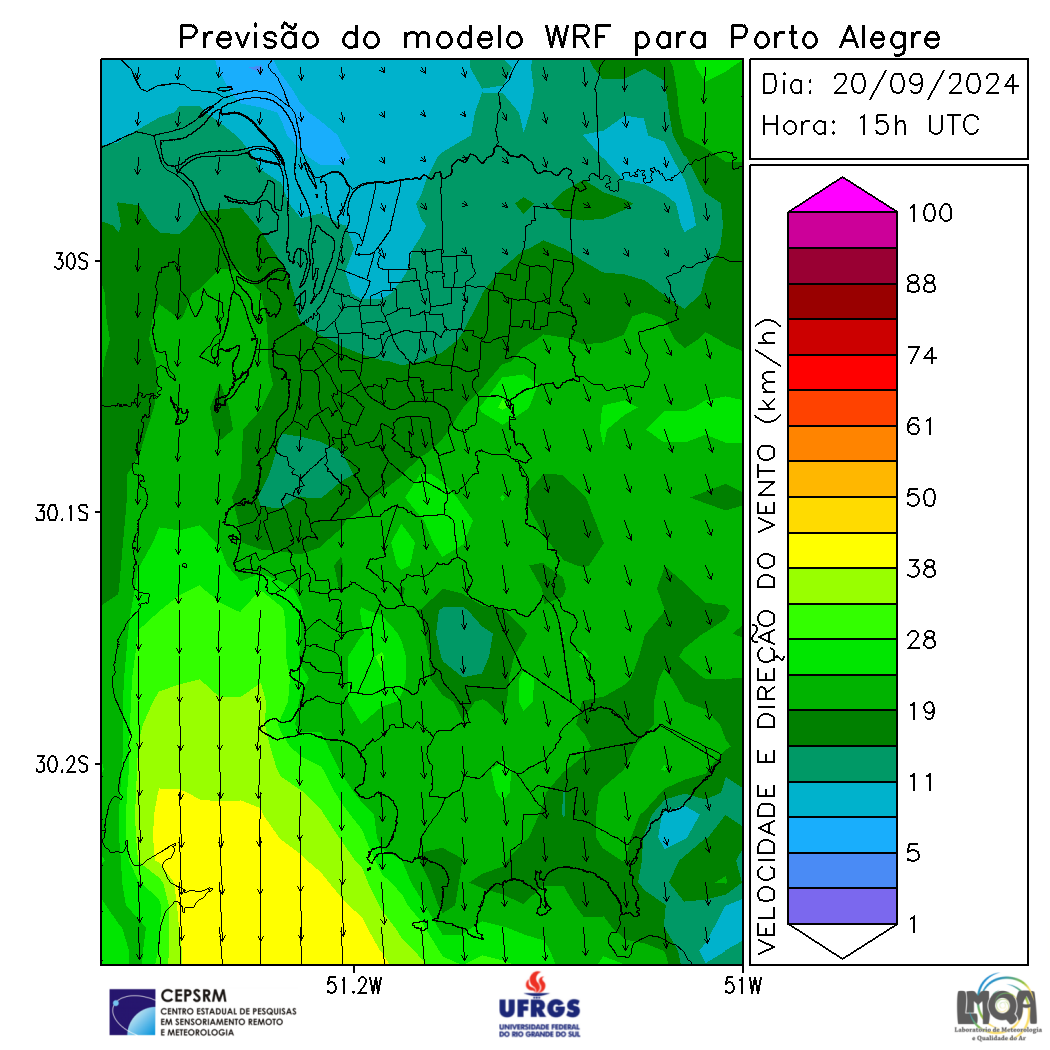 Previsão do modelo WRF para Porto Alegre
Dia: 20/09/2024
Hora: 15h UTC
30S
30.1S
30.2S
51.2W
51W
VELOCIDADE E DIREÇÃO DO VENTO (km/h)
100
88
74
61
50
38
28
19
11
5
1
CEPSRM
CENTRO ESTADUAL DE PESQUISAS
EM SENSORIAMENTO REMOTO
E METEOROLOGIA
UFRGS
UNIVERSIDADE FEDERAL
DO RIO GRANDE DO SUL
LMQA
Laboratório de Meteorologia
e Qualidade do Ar